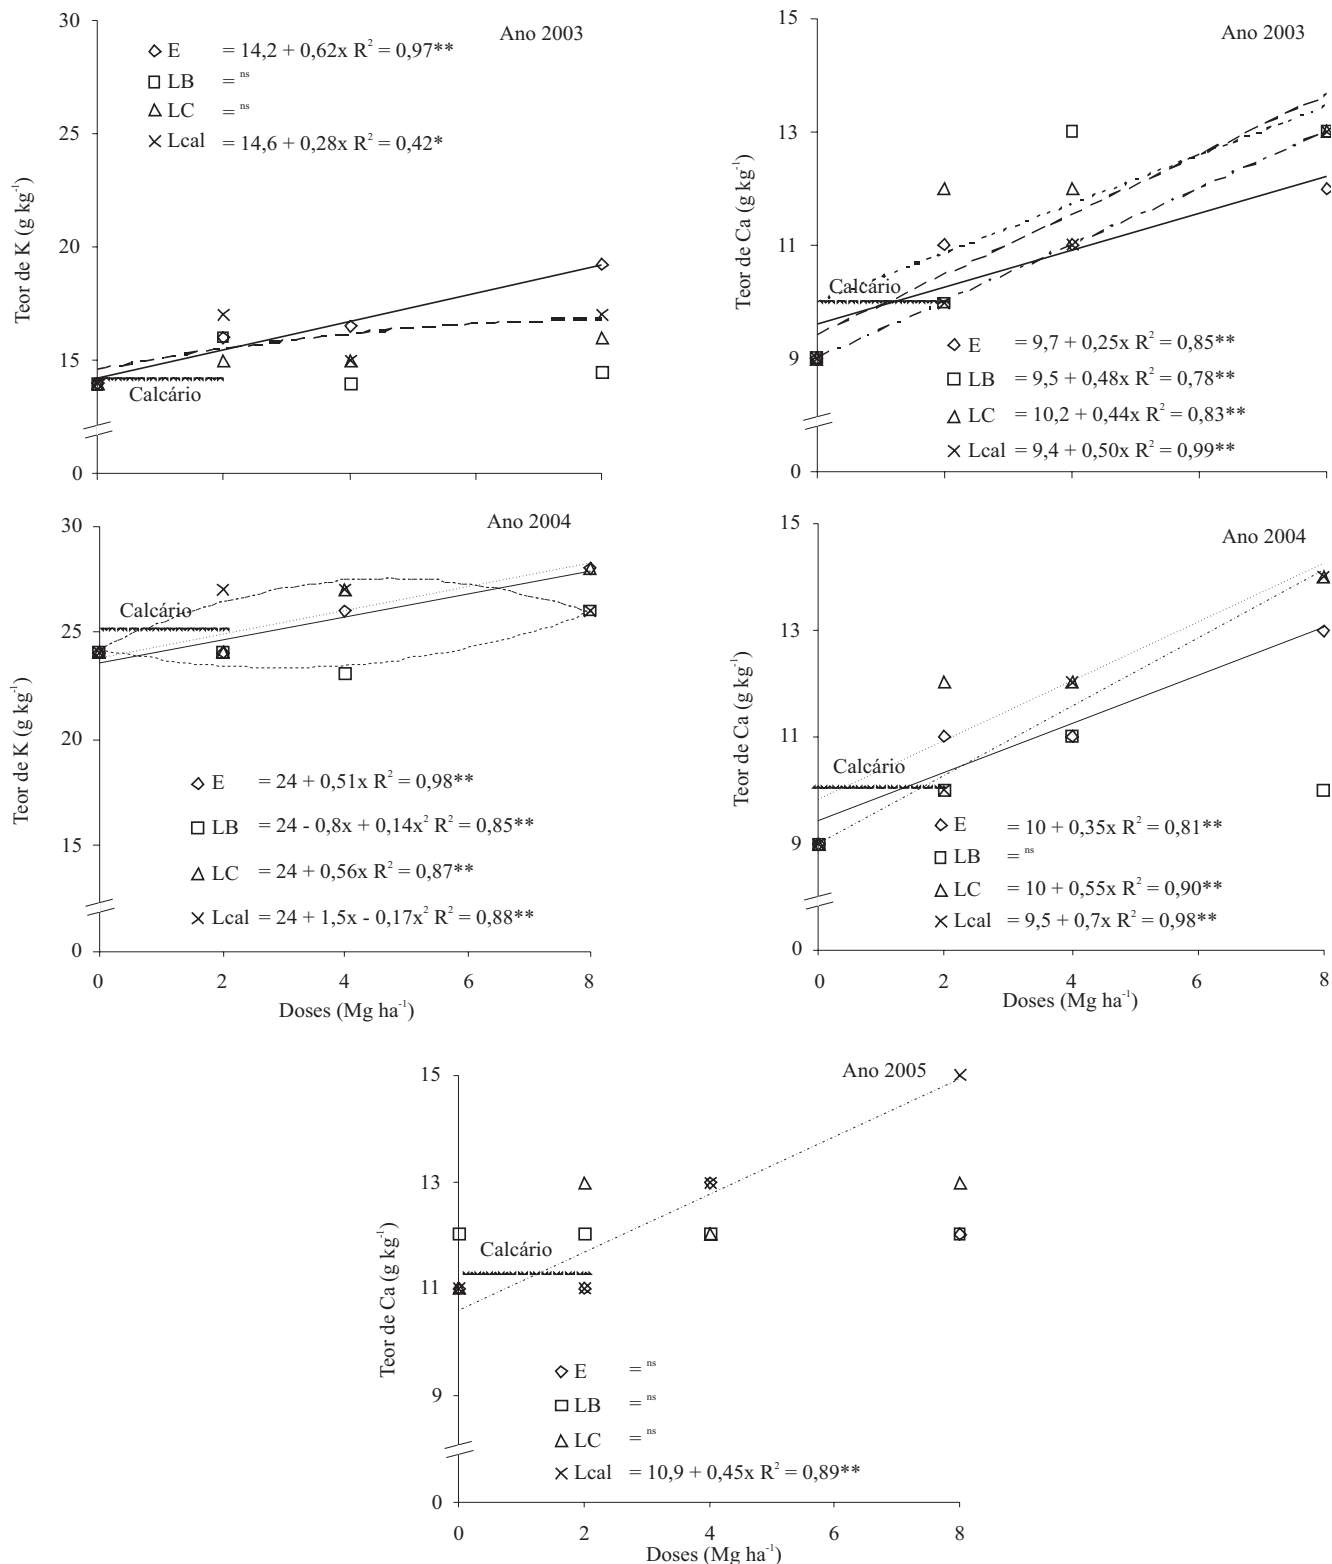 30
Ano 2003
E = 14,2 + 0,62x R² = 0,97**
LB = ns
LC = ns
Lcal = 14,6 + 0,28x R² = 0,42*
25
20
15
0
Teor de K (g kg⁻¹)
Calcário
15
Ano 2003
13
11
9
0
Teor de Ca (g kg⁻¹)
Calcário
E = 9,7 + 0,25x R² = 0,85**
LB = 9,5 + 0,48x R² = 0,78**
LC = 10,2 + 0,44x R² = 0,83**
Lcal = 9,4 + 0,50x R² = 0,99**
30
Ano 2004
25
20
15
0
Teor de K (g kg⁻¹)
Calcário
E = 24 + 0,51x R² = 0,98**
LB = 24 - 0,8x + 0,14x² R² = 0,85**
LC = 24 + 0,56x R² = 0,87**
Lcal = 24 + 1,5x - 0,17x² R² = 0,88**
0 2 4 8
Doses (Mg ha⁻¹)
15
Ano 2004
13
11
9
0
Teor de Ca (g kg⁻¹)
Calcário
E = 10 + 0,35x R² = 0,81**
LB = ns
LC = 10 + 0,55x R² = 0,90**
Lcal = 9,5 + 0,7x R² = 0,98**
0 2 4 8
Doses (Mg ha⁻¹)
15
Ano 2005
13
11
9
0
Teor de Ca (g kg⁻¹)
Calcário
E = ns
LB = ns
LC = ns
Lcal = 10,9 + 0,45x R² = 0,89**
0 2 4 8
Doses (Mg ha⁻¹)